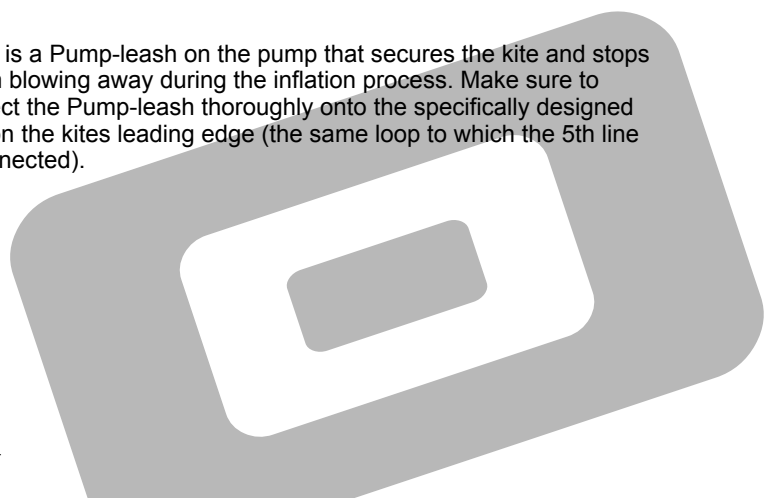 is a Pump-leash on the pump that secures the kite and stops
blowing away during the inflation process. Make sure to
ect the Pump-leash thoroughly onto the specifically designed
on the kites leading edge (the same loop to which the 5th line
nected).